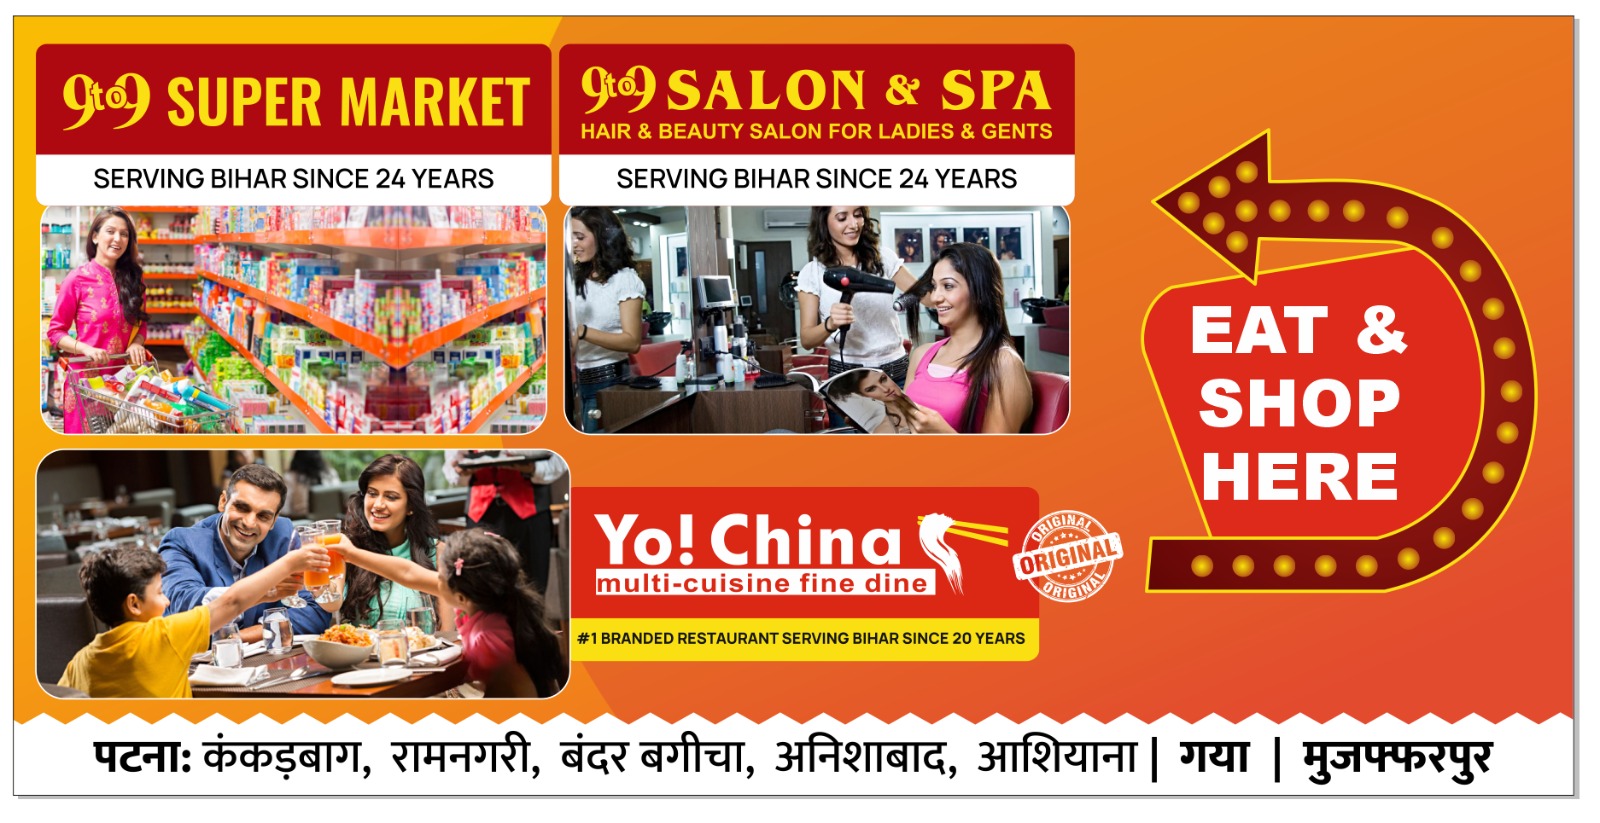 9to9 SUPER MARKET
SERVING BIHAR SINCE 24 YEARS
9to9 SALON & SPA
HAIR & BEAUTY SALON FOR LADIES & GENTS
SERVING BIHAR SINCE 24 YEARS
EAT &
SHOP
HERE
Yo! China
multi-cuisine fine dine
#1 BRANDED RESTAURANT SERVING BIHAR SINCE 20 YEARS
ORIGINAL
ORIGINAL
ORIGINAL
पटना: कंकड़बाग, रामनगरी, बंदर बगीचा, अनिशाबाद, आशियाना | गया | मुजफ्फरपुर